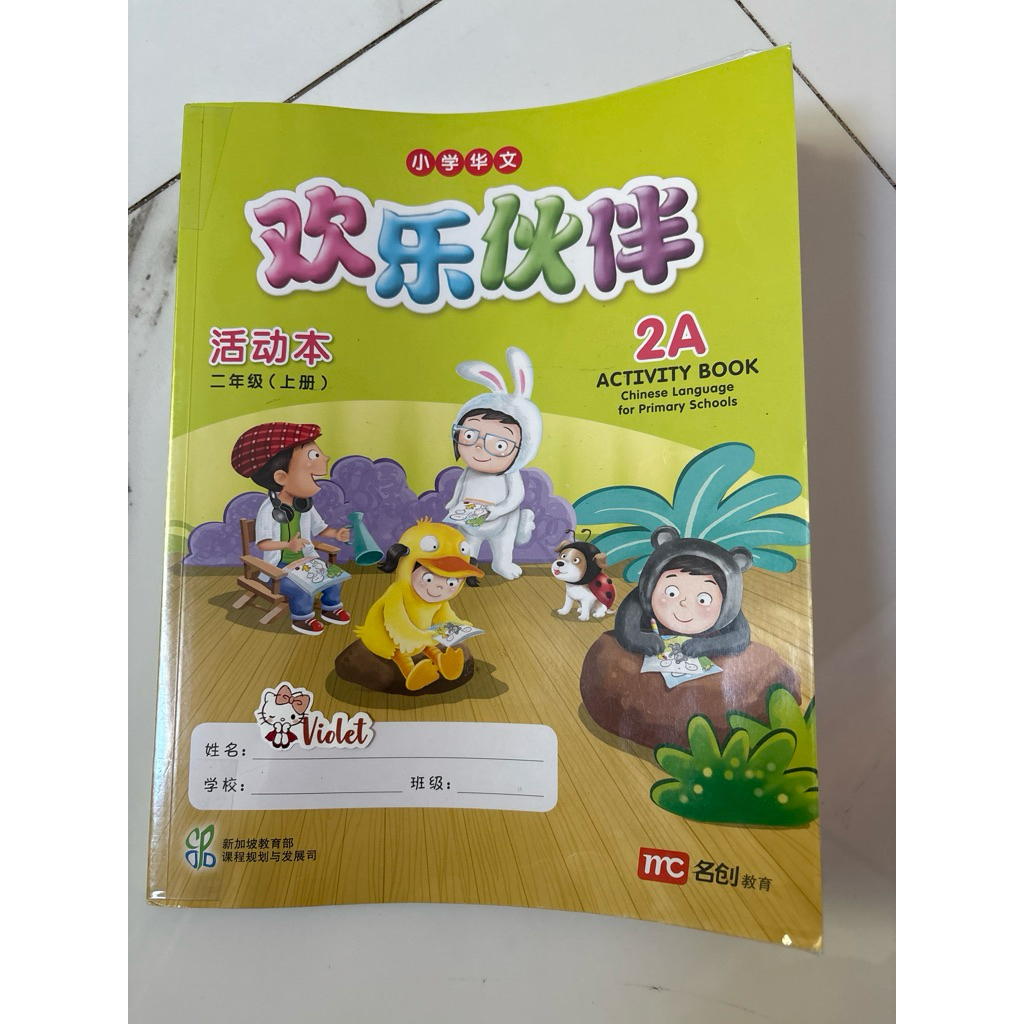 小学华文
欢乐伙伴
活动本
二年级（上册）
2A
ACTIVITY BOOK
Chinese Language
for Primary Schools
Violet
姓名：
学校： 班级：
新加坡教育部
课程规划与发展司
mc 名创教育